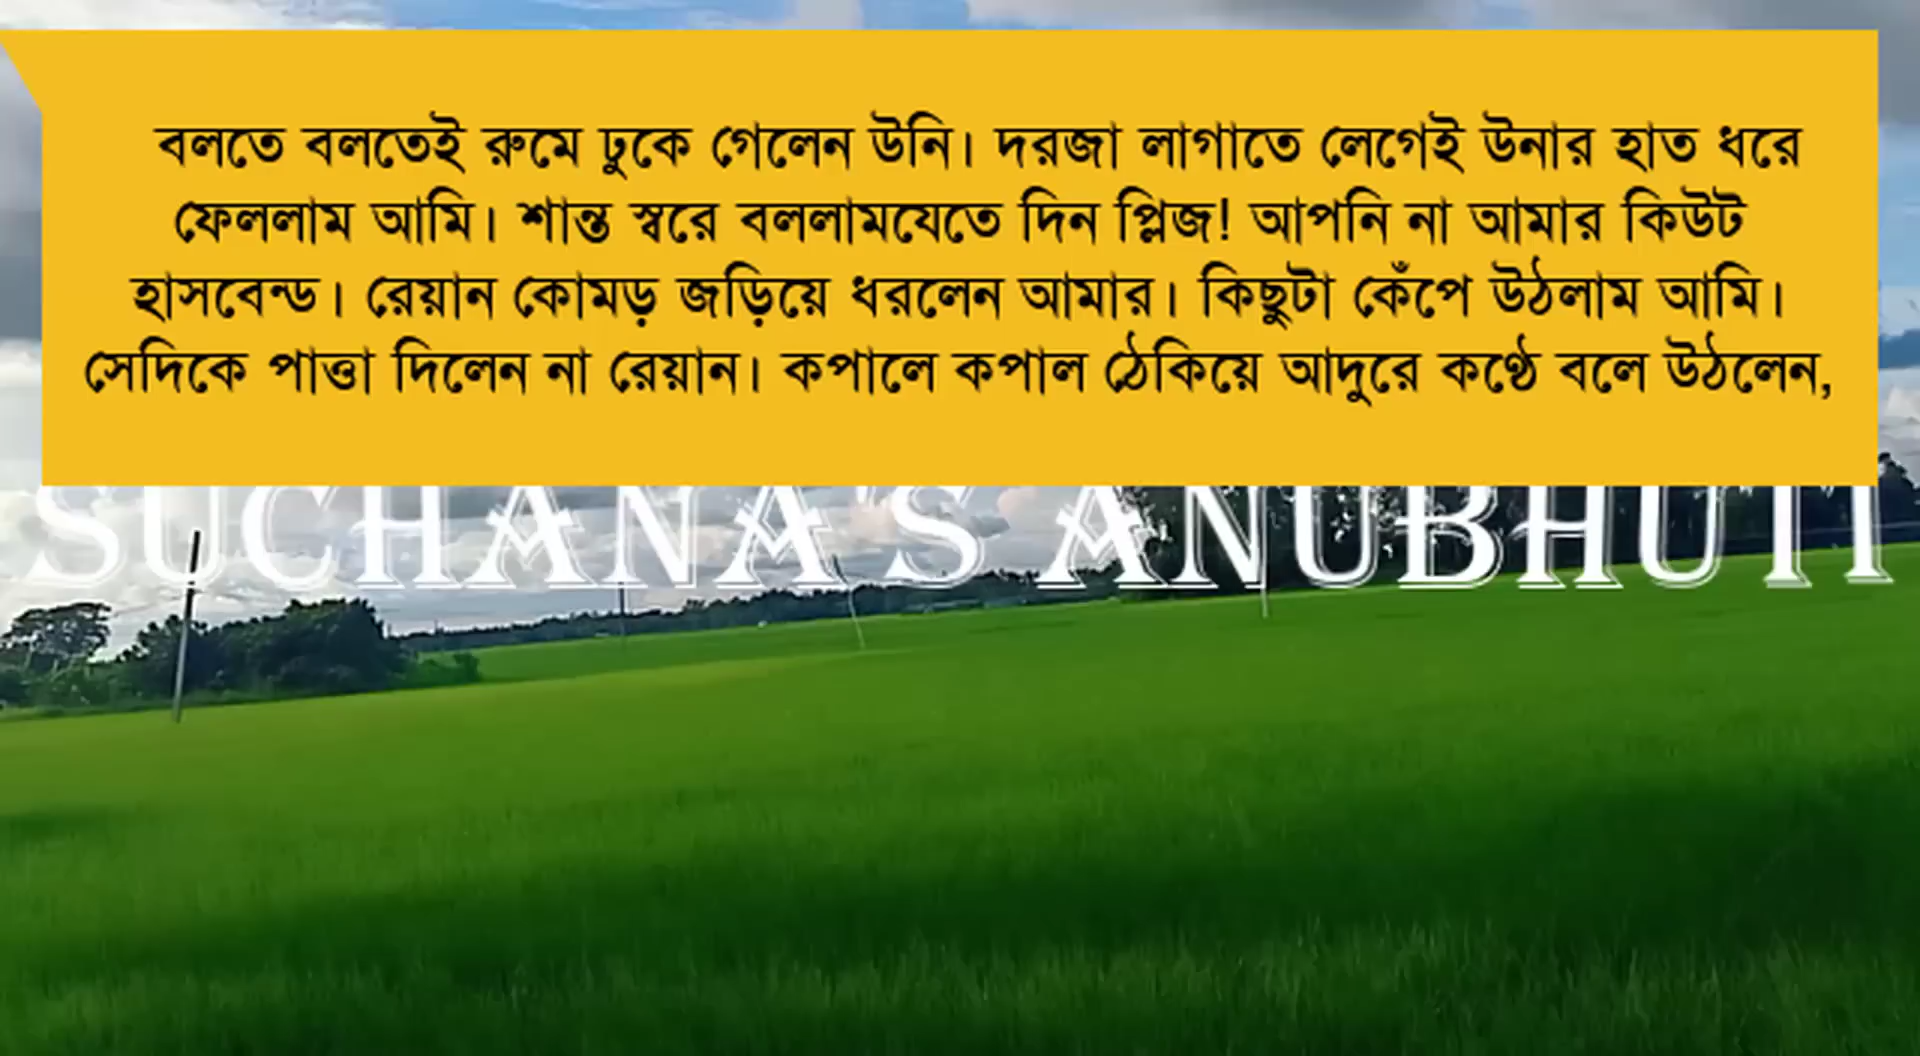 বলতে বলতেই রুমে ঢুকে গেলেন উনি। দরজা লাগাতে লেগেই উনার হাত ধরে
ফেললাম আমি। শান্ত স্বরে বললামযেতে দিন প্লিজ! আপনি না আমার কিউট
হাসবেন্ড। রেয়ান কোমড় জড়িয়ে ধরলেন আমার। কিছুটা কেঁপে উঠলাম আমি।
সেদিকে পাত্তা দিলেন না রেয়ান। কপালে কপাল ঠেকিয়ে আদুরে কণ্ঠে বলে উঠলেন,
SUCHANA'S ANUBHUTI